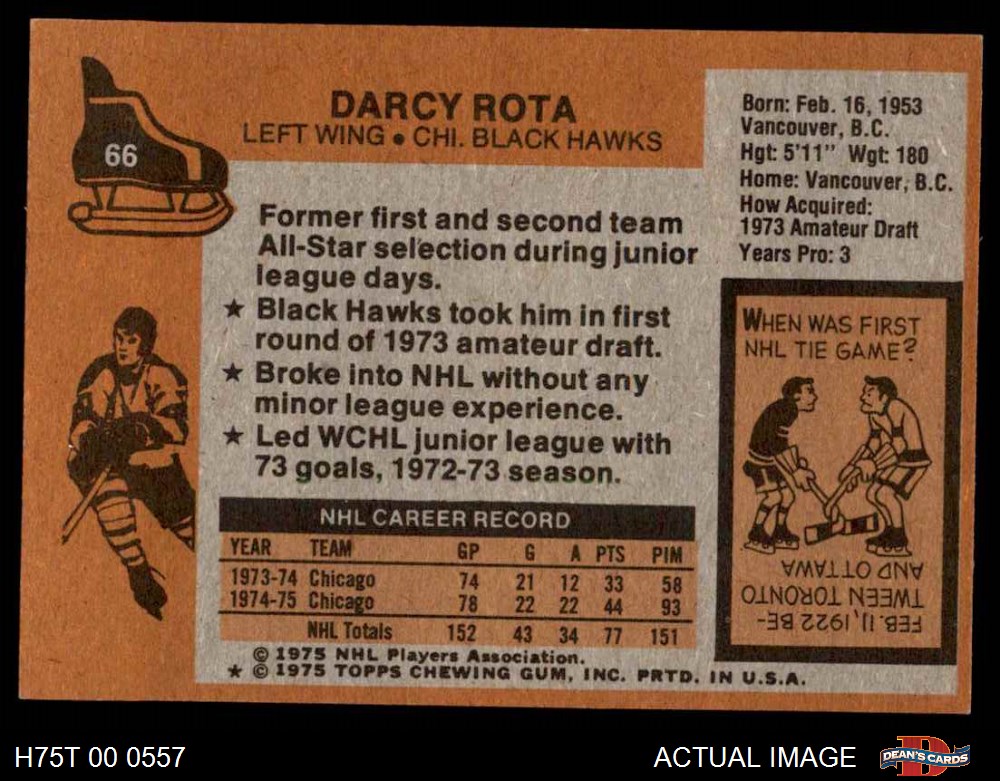 66
DARCY ROTA
LEFT WING • CHI. BLACK HAWKS
Born: Feb. 16, 1953
Vancouver, B.C.
Hgt: 5'11" Wgt: 180
Home: Vancouver, B.C.
How Acquired:
1973 Amateur Draft
Years Pro: 3
Former first and second team
All-Star selection during junior
league days.
★ Black Hawks took him in first
round of 1973 amateur draft.
★ Broke into NHL without any
minor league experience.
★ Led WCHL junior league with
73 goals, 1972-73 season.
NHL CAREER RECORD
YEAR TEAM GP G A PTS PIM
1973-74 Chicago 74 21 12 33 58
1974-75 Chicago 78 22 22 44 93
NHL Totals 152 43 34 77 151
© 1975 NHL Players Association.
★ © 1975 TOPPS CHEWING GUM, INC. PRTD. IN U.S.A.
WHEN WAS FIRST
NHL TIE GAME?
FEB. 11, 1922 BE-
TWEEN TORONTO
AND OTTAWA
H75T 00 0557
ACTUAL IMAGE
DEAN'S CARDS